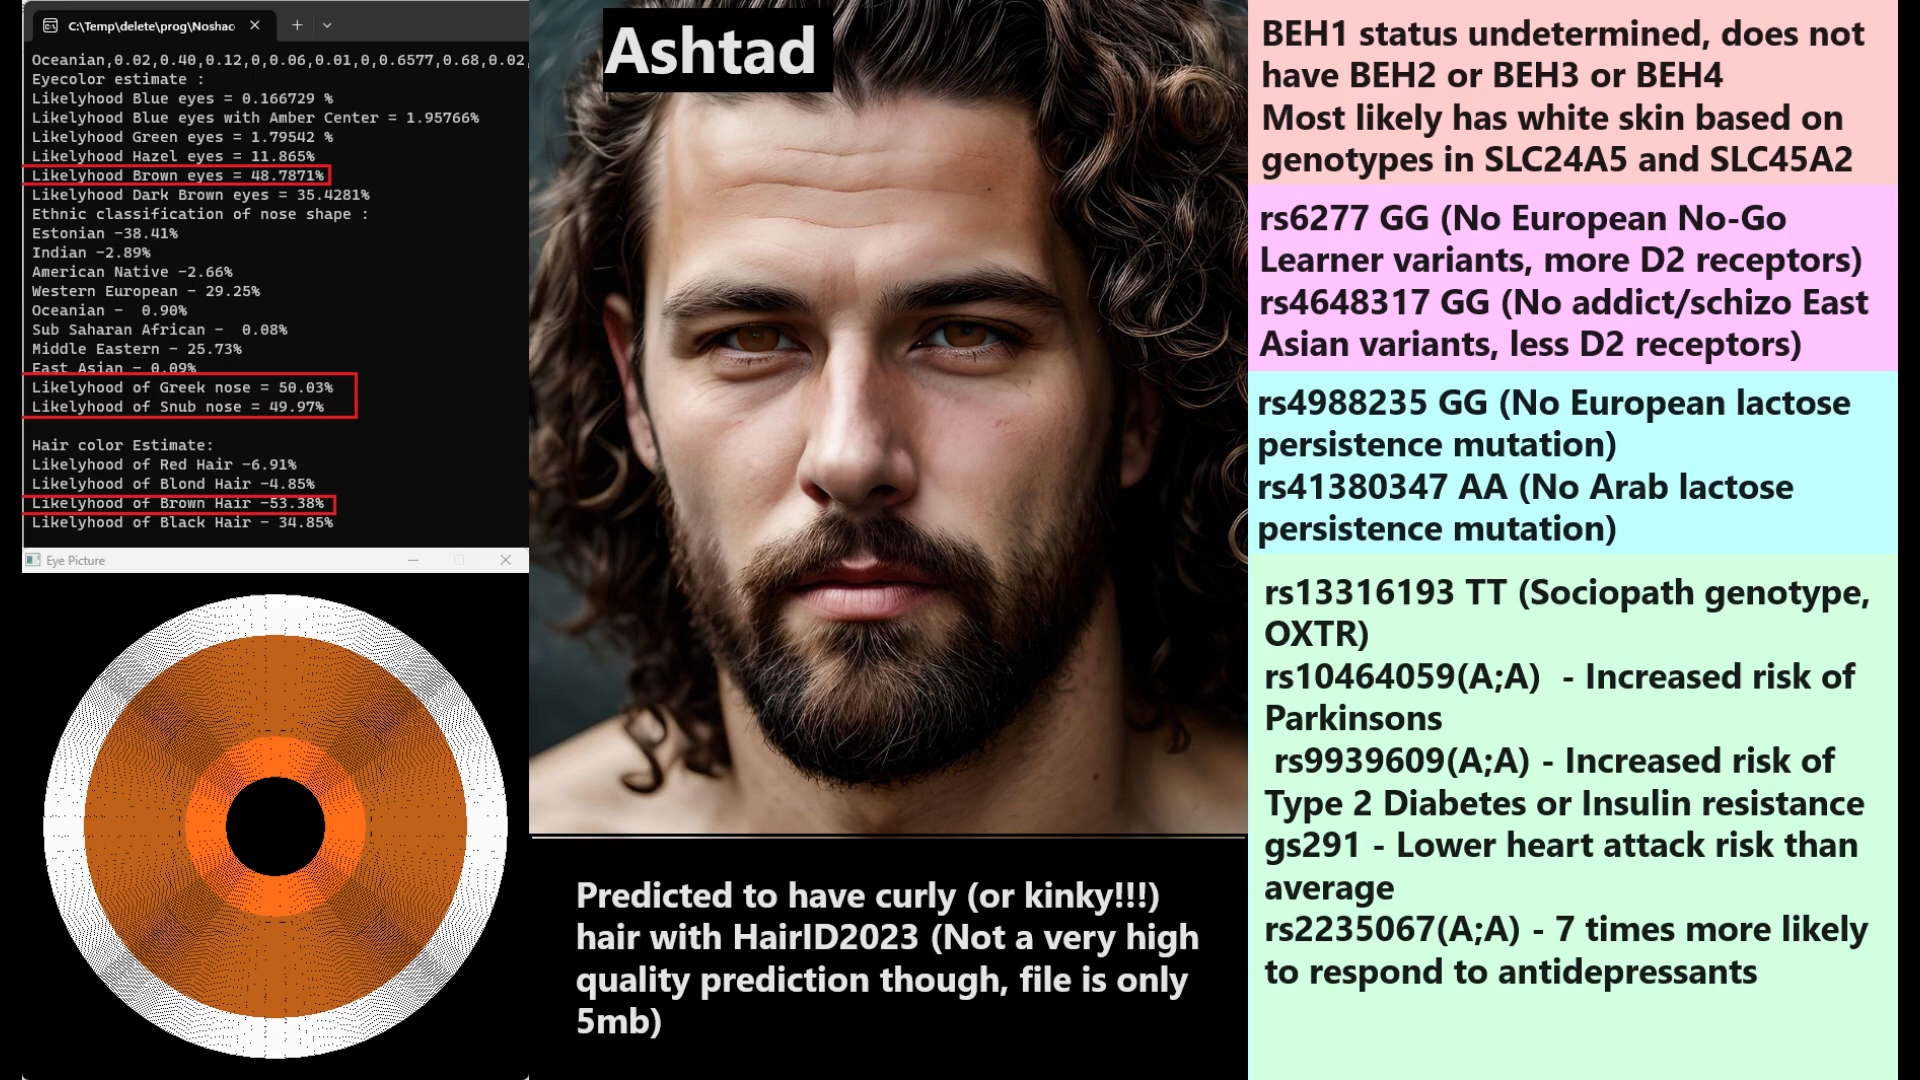 C:\Temp\delete\prog\Noshac
Oceanian,0.02,0.40,0.12,0,0.06,0.01,0,0.6577,0.68,0.02,
Eyecolor estimate :
Likelyhood Blue eyes = 0.166729 %
Likelyhood Blue eyes with Amber Center = 1.95766%
Likelyhood Green eyes = 1.79542 %
Likelyhood Hazel eyes = 11.865%
Likelyhood Brown eyes = 48.7871%
Likelyhood Dark Brown eyes = 35.4281%
Ethnic classification of nose shape :
Estonian -38.41%
Indian -2.89%
American Native -2.66%
Western European - 29.25%
Oceanian -  0.90%
Sub Saharan African -  0.08%
Middle Eastern - 25.73%
East Asian - 0.09%
Likelyhood of Greek nose = 50.03%
Likelyhood of Snub nose = 49.97%
Hair color Estimate:
Likelyhood of Red Hair -6.91%
Likelyhood of Blond Hair -4.85%
Likelyhood of Brown Hair -53.38%
Likelyhood of Black Hair - 34.85%
Eye Picture
Ashtad
Predicted to have curly (or kinky!!!)
hair with HairID2023 (Not a very high
quality prediction though, file is only
5mb)
BEH1 status undetermined, does not
have BEH2 or BEH3 or BEH4
Most likely has white skin based on
genotypes in SLC24A5 and SLC45A2
rs6277 GG (No European No-Go
Learner variants, more D2 receptors)
rs4648317 GG (No addict/schizo East
Asian variants, less D2 receptors)
rs4988235 GG (No European lactose
persistence mutation)
rs41380347 AA (No Arab lactose
persistence mutation)
rs13316193 TT (Sociopath genotype,
OXTR)
rs10464059(A;A)  - Increased risk of
Parkinsons
rs9939609(A;A) - Increased risk of
Type 2 Diabetes or Insulin resistance
gs291 - Lower heart attack risk than
average
rs2235067(A;A) - 7 times more likely
to respond to antidepressants